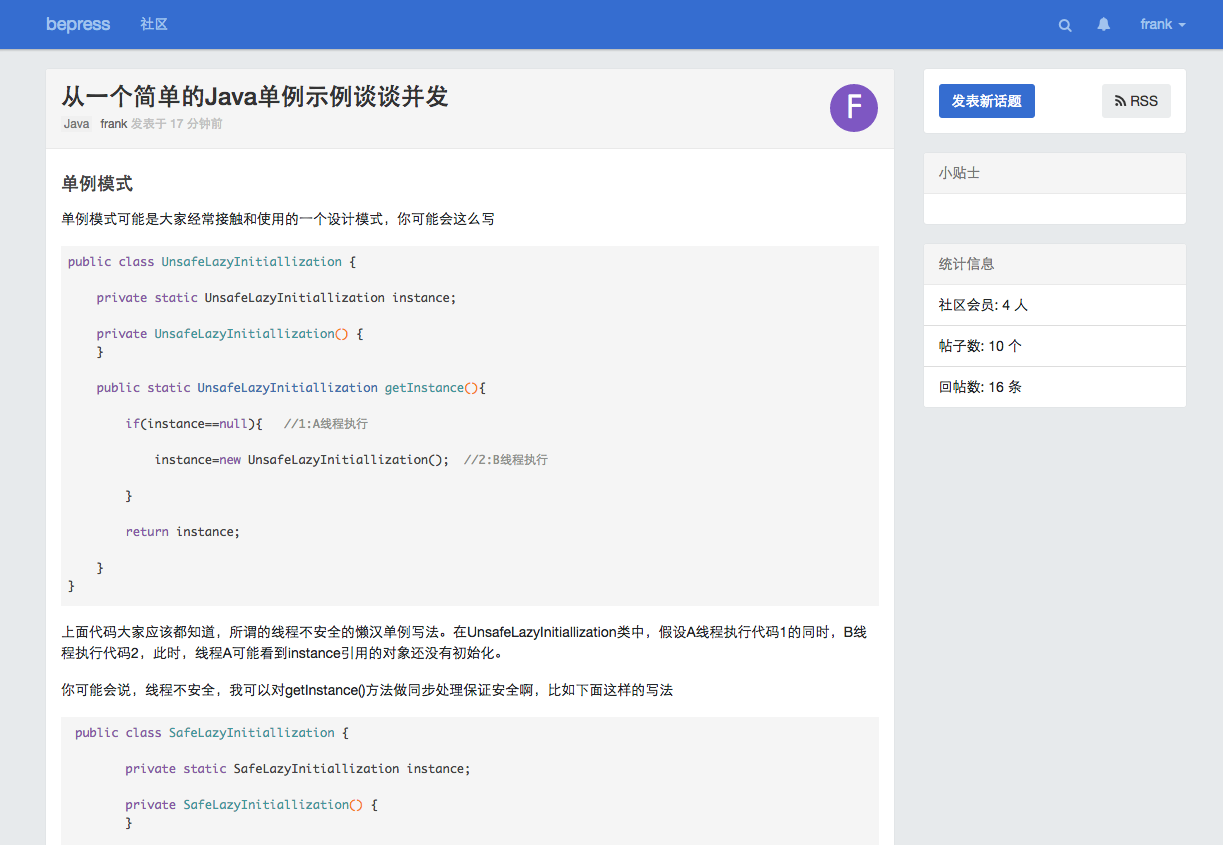 bepress 社区 frank
从一个简单的Java单例示例谈谈并发
Java frank 发表于 17 分钟前
F
单例模式
单例模式可能是大家经常接触和使用的一个设计模式，你可能会这么写
public class UnsafeLazyInitiallization {
private static UnsafeLazyInitiallization instance;
private UnsafeLazyInitiallization() {
}
public static UnsafeLazyInitiallization getInstance(){
if(instance==null){ //1:A线程执行
instance=new UnsafeLazyInitiallization(); //2:B线程执行
}
return instance;
}
}
上面代码大家应该都知道，所谓的线程不安全的懒汉单例写法。在UnsafeLazyInitiallization类中，假设A线程执行代码1的同时，B线
程执行代码2，此时，线程A可能看到instance引用的对象还没有初始化。
你可能会说，线程不安全，我可以对getInstance()方法做同步处理保证安全啊，比如下面这样的写法
public class SafeLazyInitiallization {
private static SafeLazyInitiallization instance;
private SafeLazyInitiallization() {
}
发表新话题 RSS
小贴士
统计信息
社区会员: 4 人
帖子数: 10 个
回帖数: 16 条